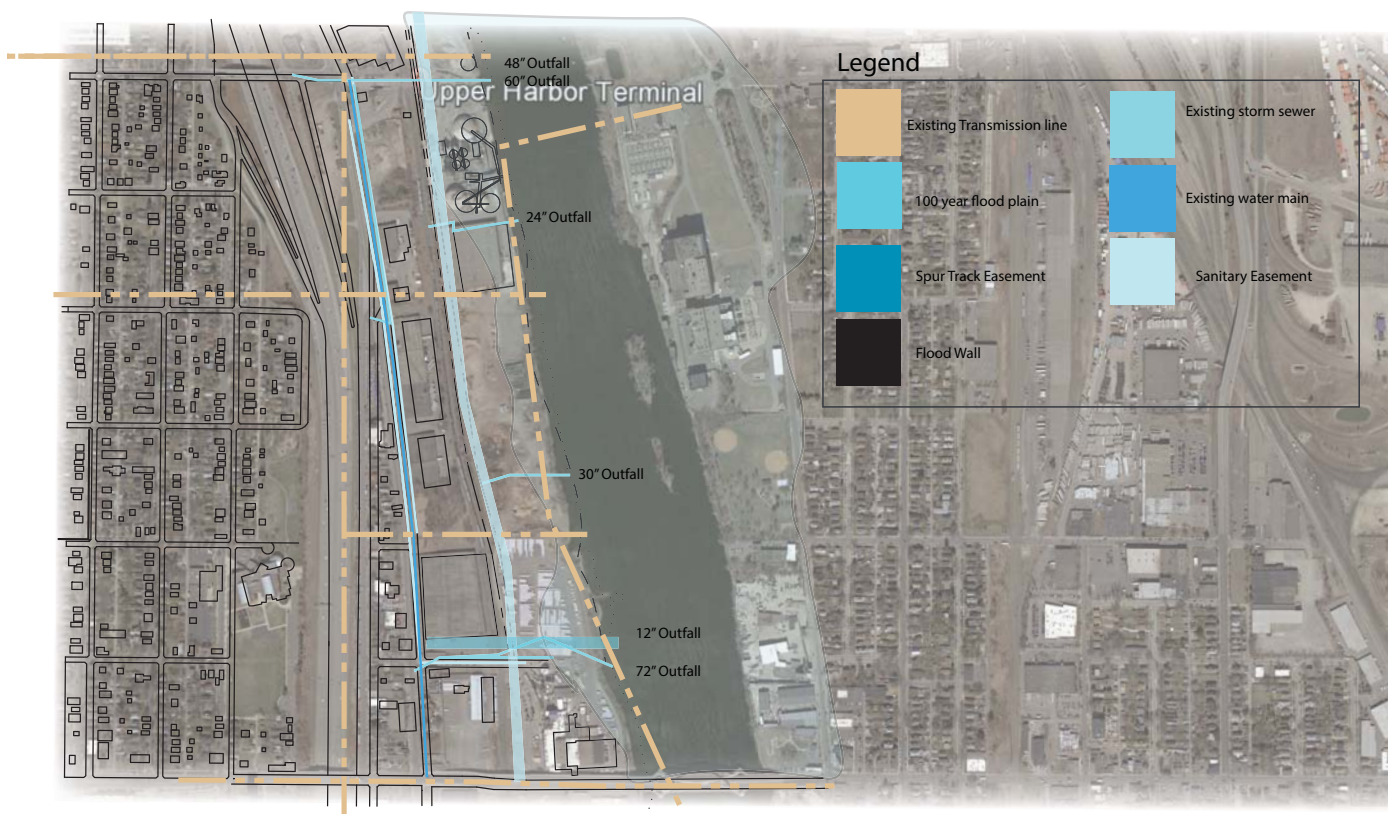 Legend
48" Outfall
60" Outfall
Upper Harbor Terminal
Existing Transmission line
Existing storm sewer
100 year flood plain
Existing water main
24" Outfall
Spur Track Easement
Sanitary Easement
Flood Wall
30" Outfall
12" Outfall
72" Outfall